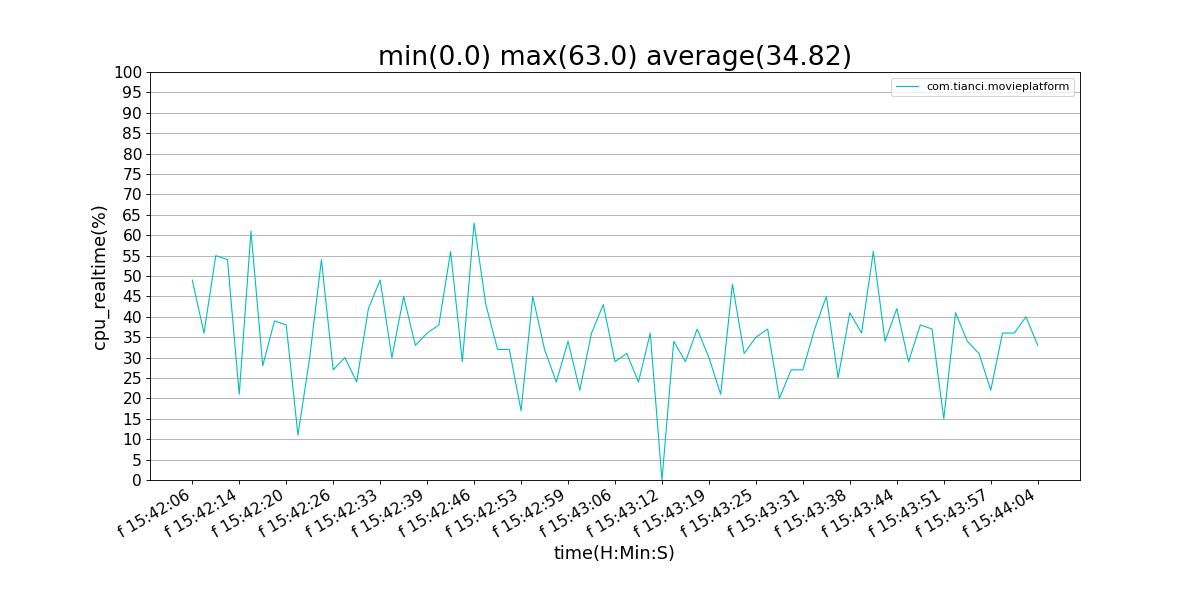 min(0.0) max(63.0) average(34.82)
com.tianci.movieplatform
100
95
90
85
80
75
70
65
60
55
50
45
40
35
30
25
20
15
10
5
0
cpu_realtime(%)
f 15:42:06
f 15:42:14
f 15:42:20
f 15:42:26
f 15:42:33
f 15:42:39
f 15:42:46
f 15:42:53
f 15:42:59
f 15:43:06
f 15:43:12
f 15:43:19
f 15:43:25
f 15:43:31
f 15:43:38
f 15:43:44
f 15:43:51
f 15:43:57
f 15:44:04
time(H:Min:S)